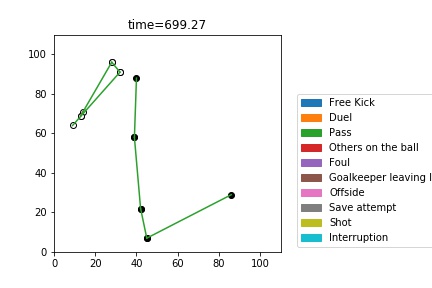 time=699.27
100
80
60
40
20
0
0 20 40 60 80 100
Free Kick
Duel
Pass
Others on the ball
Foul
Goalkeeper leaving l
Offside
Save attempt
Shot
Interruption